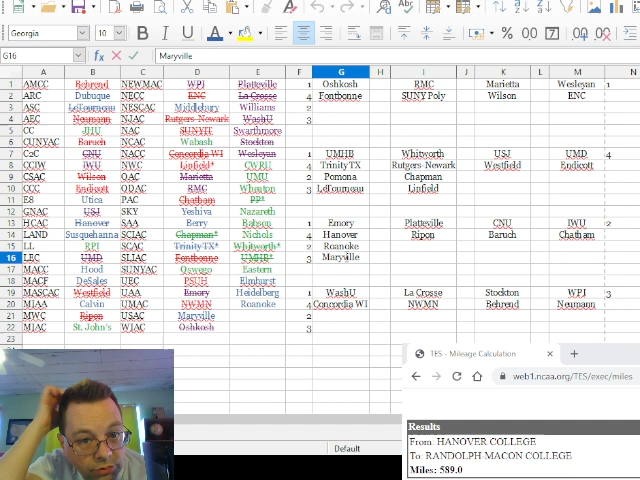 Georgia 10
G16 Maryville
A B C D E F G H I J K L M N
1 AMCC Behrend NEWMAC WPI Platteville 1 Oshkosh RMC Marietta Wesleyan 1
2 ARC Dubuque NECC ENC La Crosse 4 Fontbonne SUNY Poly Wilson ENC
3 ASC LeTourneau NESCAC Middlebury Williams 2
4 AEC Neumann NJAC Rutgers-Newark WashU 3
5 CC JHU NAC SUNYIT Swarthmore
6 CUNYAC Baruch NCAC Wabash Stockton
7 C2C GNU NACC Concordia WI Wesleyan 1 UMHB Whitworth USJ UMD 4
8 CCIW IWU NWC Linfield* CWRU 4 Trinity TX Rutgers-Newark Westfield Endicott
9 CSAC Wilson OAC Marietta UMU 2 Pomona Chapman
10 CCC Endicott ODAC RMC Wheaton 3 LeTourneau Linfield
11 E8 Utica PAC Chatham PP*
12 GNAC USJ SKY Yeshiva Nazareth
13 HCAC Hanover SAA Berry Babson 1 Emory Platteville CNU IWU 2
14 LAND Susquehanna SCIAC Chapman* Nichols 4 Hanover Ripon Baruch Chatham
15 LL RPI SCAC Trinity TX* Whitworth* 2 Roanoke
16 LEC UMD SLIAC Fontbonne UMHB* 3 Maryville
17 MACC Hood SUNYAC Oswego Eastern
18 MACF DeSales UEC PSUH Elmhurst
19 MASCAC Westfield UAA Emory Heidelberg 1 WashU La Crosse Stockton WPI 3
20 MIAA Calvin UMAC NWMN Roanoke 4 Concordia WI NWMN Behrend Neumann
21 MWC Ripon USAC Maryville 2
22 MIAC St. John's WIAC Oshkosh 3
23
Default
TES - Mileage Calculation
web1.ncaa.org/TES/exec/miles
Results
From: HANOVER COLLEGE
To: RANDOLPH-MACON COLLEGE
Miles: 589.0